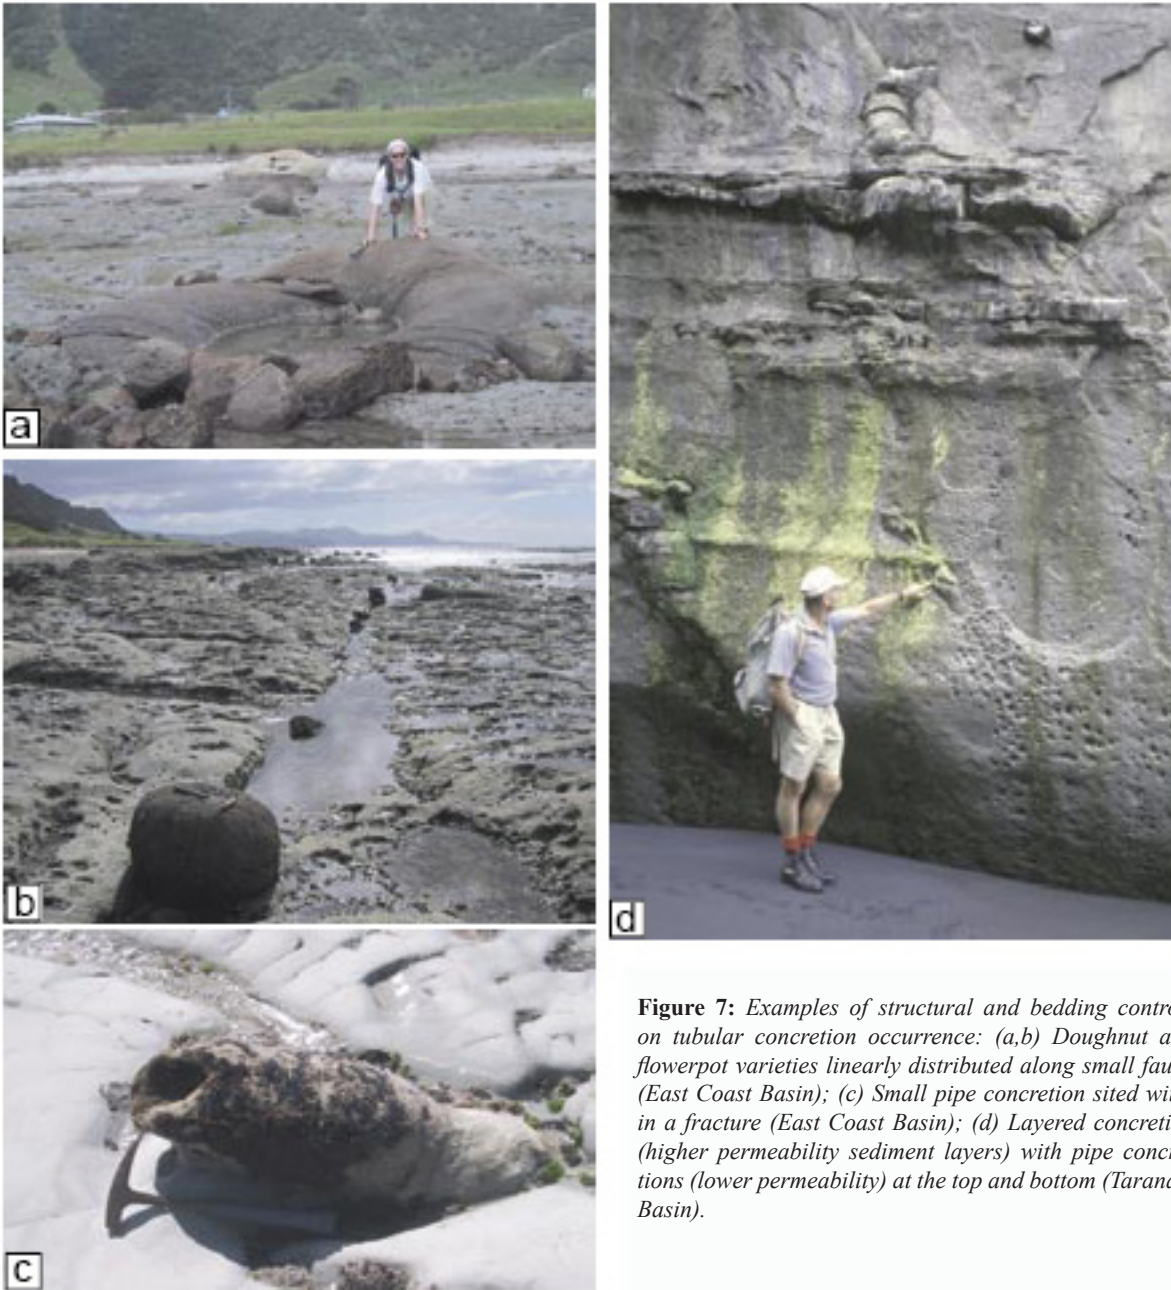 a
b
c
d
Figure 7: Examples of structural and bedding contro
on tubular concretion occurrence: (a,b) Doughnut a
flowerpot varieties linearly distributed along small fau
(East Coast Basin); (c) Small pipe concretion sited wi
in a fracture (East Coast Basin); (d) Layered concreti
(higher permeability sediment layers) with pipe conc
tions (lower permeability) at the top and bottom (Tarana
Basin).